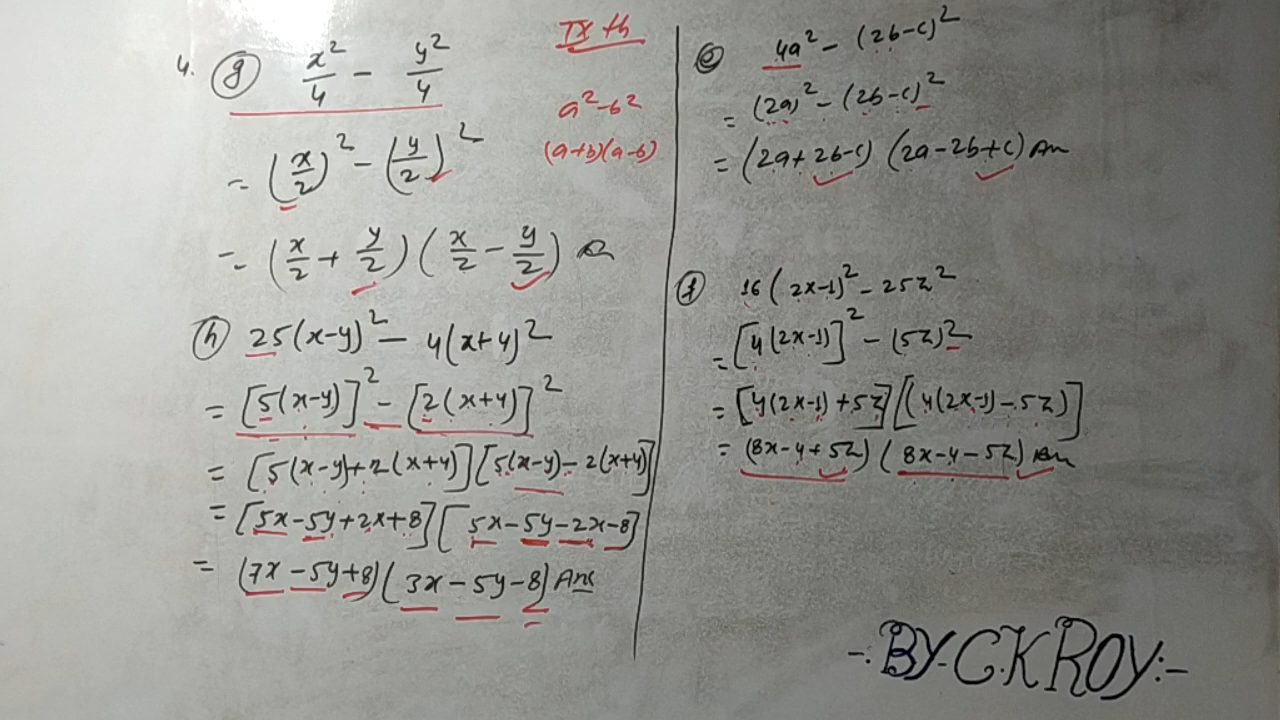 4. (g) x²/4 - y²/4
= (x/2)² - (y/2)²
= (x/2 + y/2) (x/2 - y/2)
IX th
a²-b²
(a+b)(a-b)
(h) 25(x-y)² - 4(x+4)²
= [5(x-y)]² - [2(x+4)]²
= [5(x-y)+2(x+4)] [5(x-y)-2(x+4)]
= [5x-5y+2x+8] [5x-5y-2x-8]
= (7x-5y+8)(3x-5y-8) Ans
(e) 4a² - (2b-c)²
= (2a)² - (2b-c)²
= (2a+2b-c) (2a-2b+c) An
(f) 16(2x-1)² - 25z²
= [4(2x-1)]² - (5z)²
= [4(2x-1)+5z] [(4(2x-1)-5z)]
= (8x-4+5z) (8x-4-5z) An
-: BY-C.K ROY:-